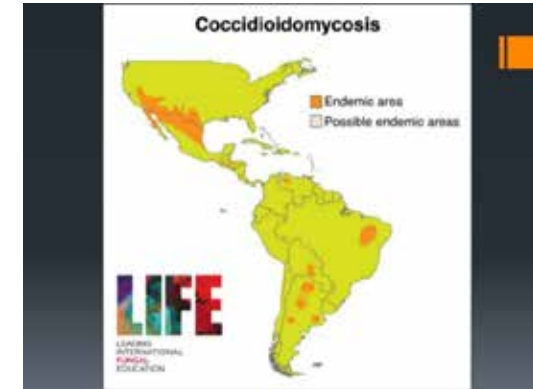 Coccidioidomycosis
Endemic area
Possible endemic areas
LIFE
LEADING
INTERNATIONAL
FUNGAL
EDUCATION